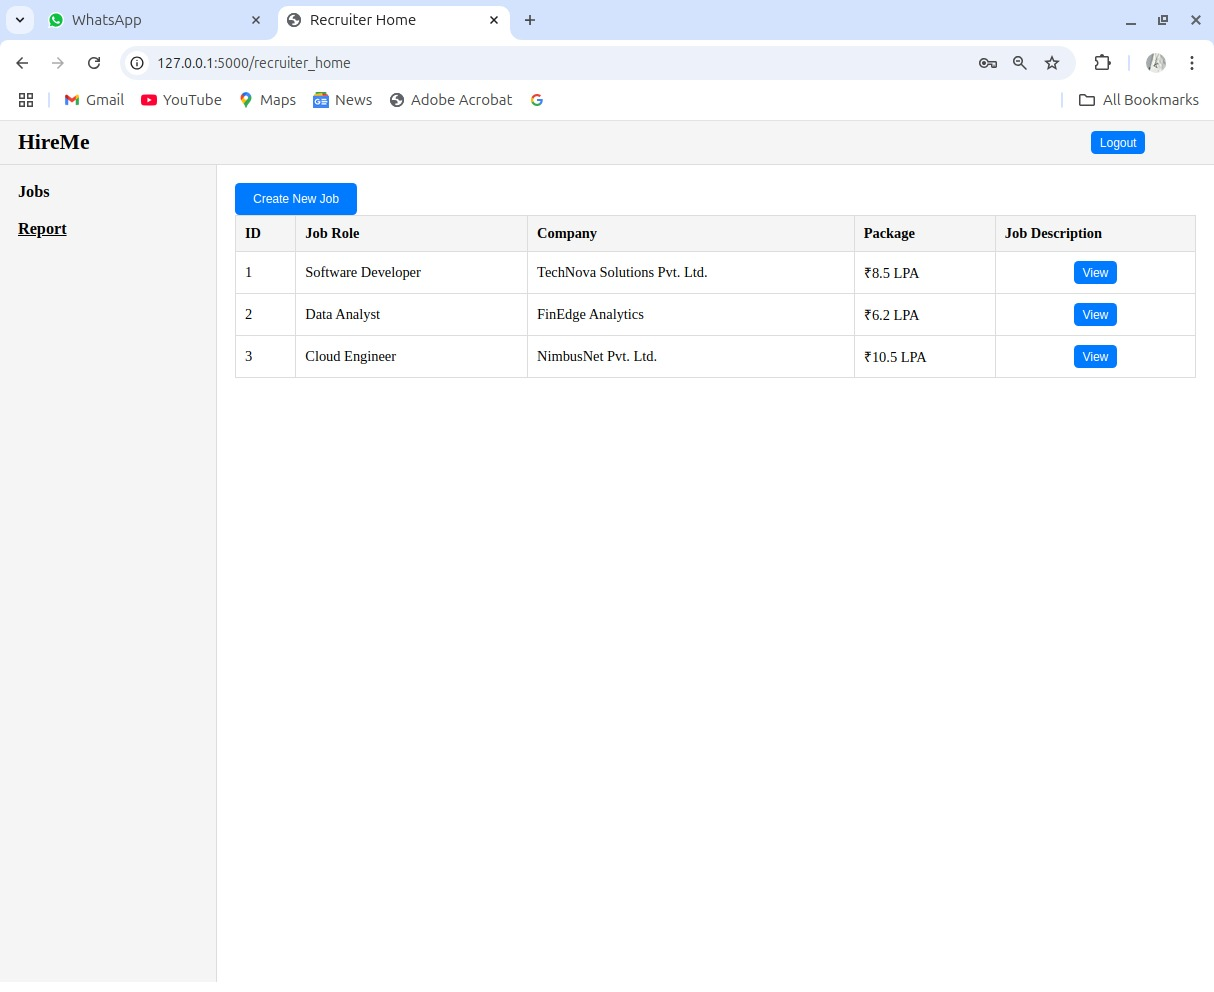 WhatsApp
Recruiter Home
127.0.0.1:5000/recruiter_home
Gmail YouTube Maps News Adobe Acrobat All Bookmarks
HireMe Logout
Jobs
Report
Create New Job
ID Job Role Company Package Job Description
1 Software Developer TechNova Solutions Pvt. Ltd. ₹8.5 LPA View
2 Data Analyst FinEdge Analytics ₹6.2 LPA View
3 Cloud Engineer NimbusNet Pvt. Ltd. ₹10.5 LPA View